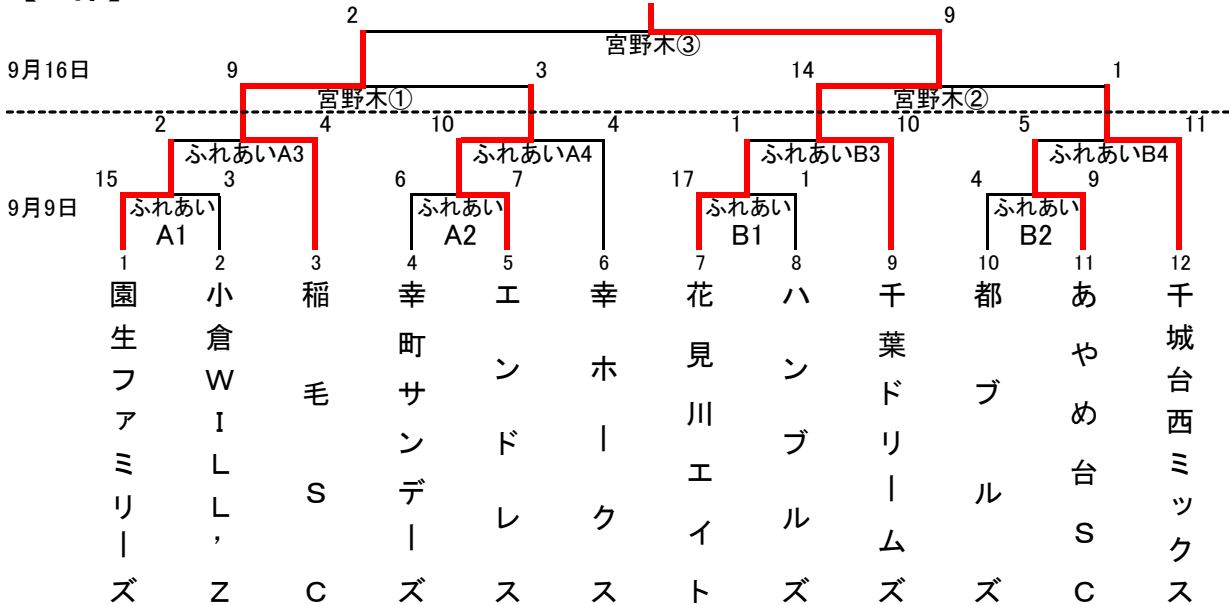 2 9
宮野木③
9月16日 9 3 14 1
宮野木① 宮野木②
2 4 10 4 1 10 5 11
ふれあいA3 ふれあいA4 ふれあいB3 ふれあいB4
15 3 6 7 17 1 4 9
9月9日 ふれあい ふれあい ふれあい ふれあい
A1 A2 B1 B2
1 2 3 4 5 6 7 8 9 10 11 12
園生ファミリーズ
小倉WILL'Z
稲毛SC
幸町サンデーズ
エンドレス
幸ホークス
花見川エイト
ハンブルズ
千葉ドリームズ
都ブルズ
あやめ台SC
千城台西ミックス